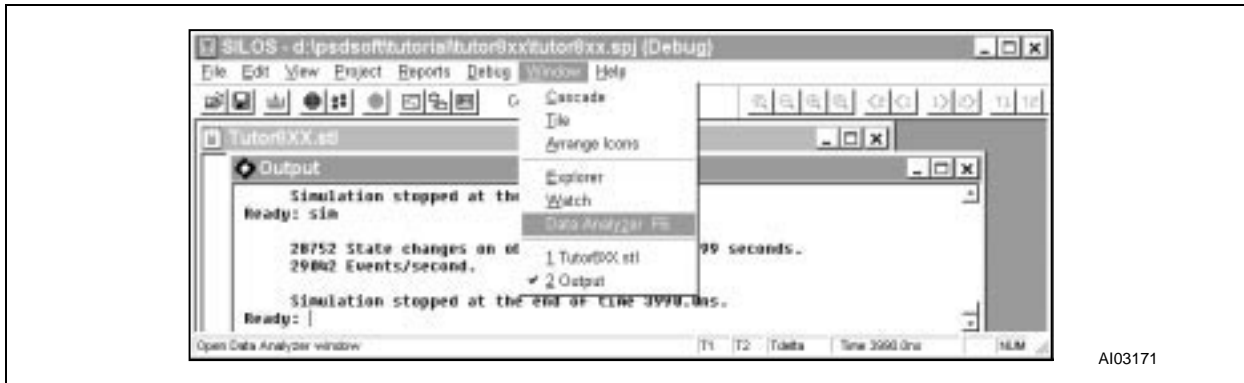 SILOS - d:\psdsoft\tutorial\tutor8xx\tutor8xx.spj (Debug)
File Edit View Project Reports Debug Window Help
Cascade
Tile
Arrange Icons
Explorer
Watch
Data Analyzer F6
1 Tutor8XX.stl
✔ 2 Output
Tutor8XX.stl
Output
Simulation stopped at the
Ready: sim
State changes on 99 seconds.
Events/second.
Simulation stopped at the end of time 3990.0ns.
Ready:
Open Data Analyzer window T1 T2 Tdelta Time 3990.0ns NUM
AI03171